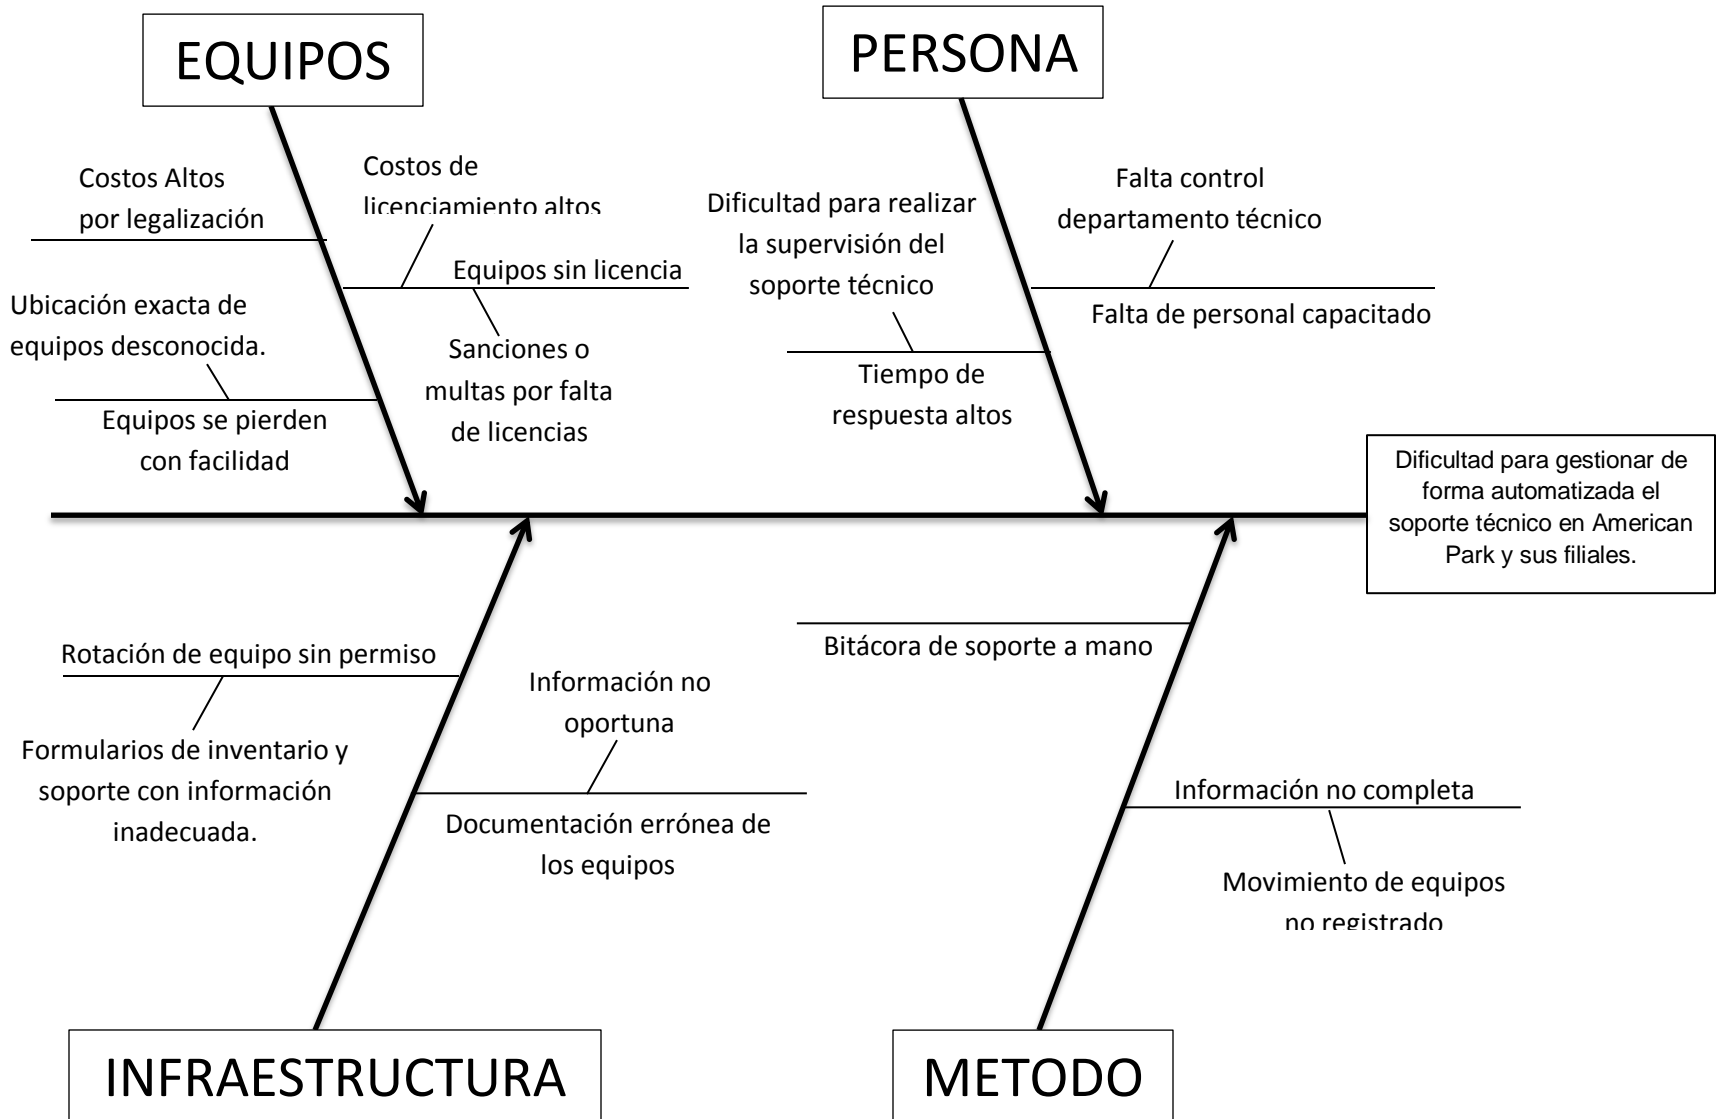 EQUIPOS
PERSONA
Costos Altos
por legalización
Costos de
licenciamiento altos
Equipos sin licencia
Sanciones o
multas por falta
de licencias
Ubicación exacta de
equipos desconocida.
Equipos se pierden
con facilidad
Dificultad para realizar
la supervisión del
soporte técnico
Tiempo de
respuesta altos
Falta control
departamento técnico
Falta de personal capacitado
Dificultad para gestionar de
forma automatizada el
soporte técnico en American
Park y sus filiales.
Rotación de equipo sin permiso
Formularios de inventario y
soporte con información
inadecuada.
Información no
oportuna
Documentación errónea de
los equipos
Bitácora de soporte a mano
Información no completa
Movimiento de equipos
no registrado
INFRAESTRUCTURA
METODO